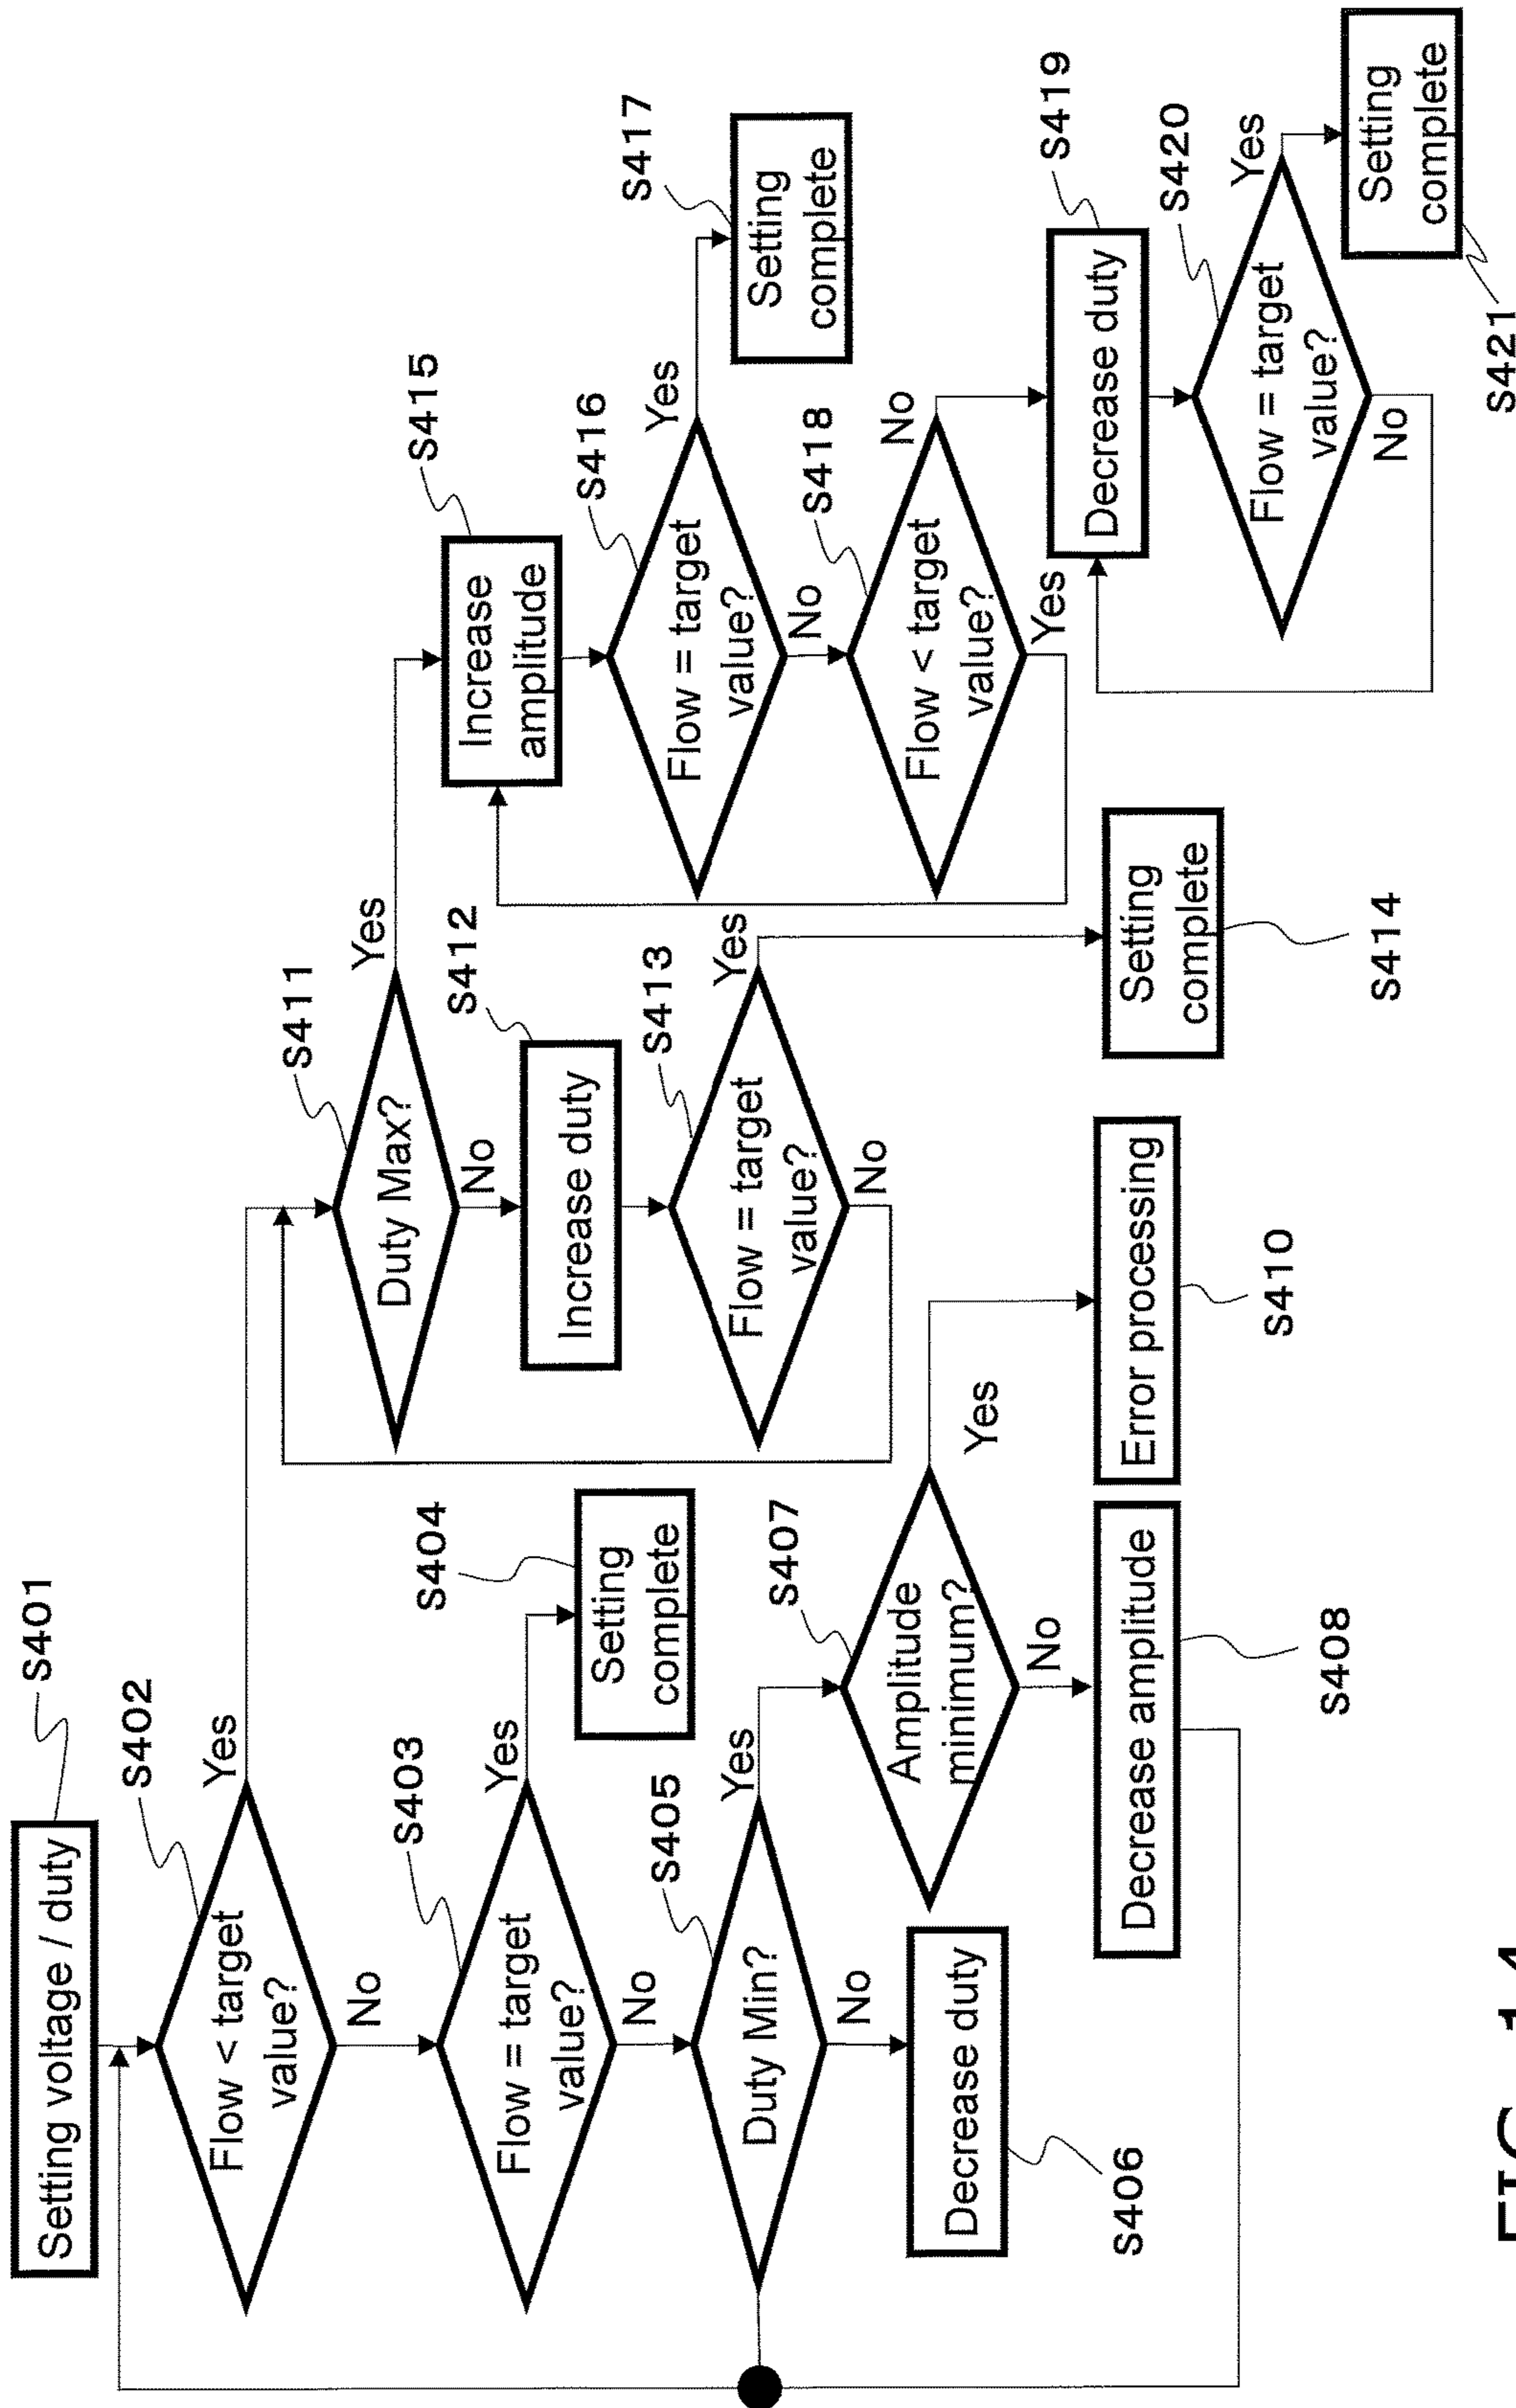 Setting voltage / duty
S401
Flow < target
value?
S402
Yes
No
Flow = target
value?
S403
Yes
No
Setting
complete
S404
Duty Min?
S405
Yes
No
Decrease duty
S406
Amplitude
minimum?
S407
Yes
No
Decrease amplitude
S408
Error processing
S410
Duty Max?
S411
Yes
No
Increase duty
S412
Flow = target
value?
S413
Yes
No
Setting
complete
S414
Increase
amplitude
S415
Flow = target
value?
S416
Yes
No
Setting
complete
S417
Flow < target
value?
S418
No
Yes
Decrease duty
S419
Flow = target
value?
S420
Yes
No
Setting
complete
S421